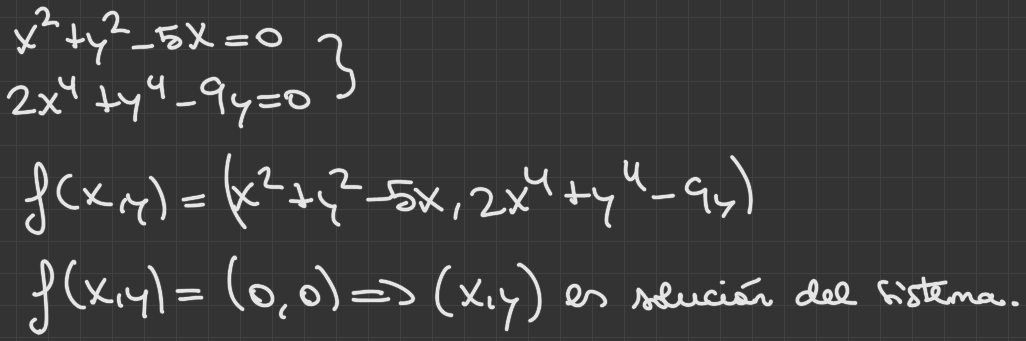 x²+y²-5x=0 }
2x⁴+y⁴-9y=0
f(x,y)=(x²+y²-5x, 2x⁴+y⁴-9y)
f(x,y)=(0,0)=>(x,y) es solución del sistema.